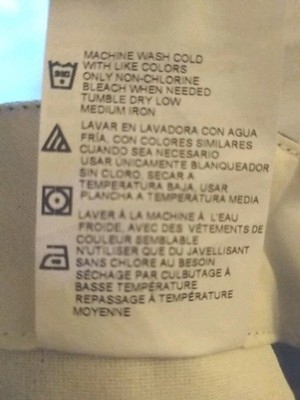 MACHINE WASH COLD
WITH LIKE COLORS
ONLY NON-CHLORINE
BLEACH WHEN NEEDED
TUMBLE DRY LOW
MEDIUM IRON
LAVAR EN LAVADORA CON AGUA
FRÍA, CON COLORES SIMILARES
CUANDO SEA NECESARIO
USAR ÚNICAMENTE BLANQUEADOR
SIN CLORO, SECAR A
TEMPERATURA BAJA, USAR
PLANCHA A TEMPERATURA MEDIA
LAVER À LA MACHINE À L'EAU
FROIDE, AVEC DES VÊTEMENTS DE
COULEUR SEMBLABLE
N'UTILISER QUE DU JAVELLISANT
SANS CHLORE AU BESOIN
SÉCHAGE PAR CULBUTAGE À
BASSE TEMPÉRATURE
REPASSAGE À TEMPÉRATURE
MOYENNE